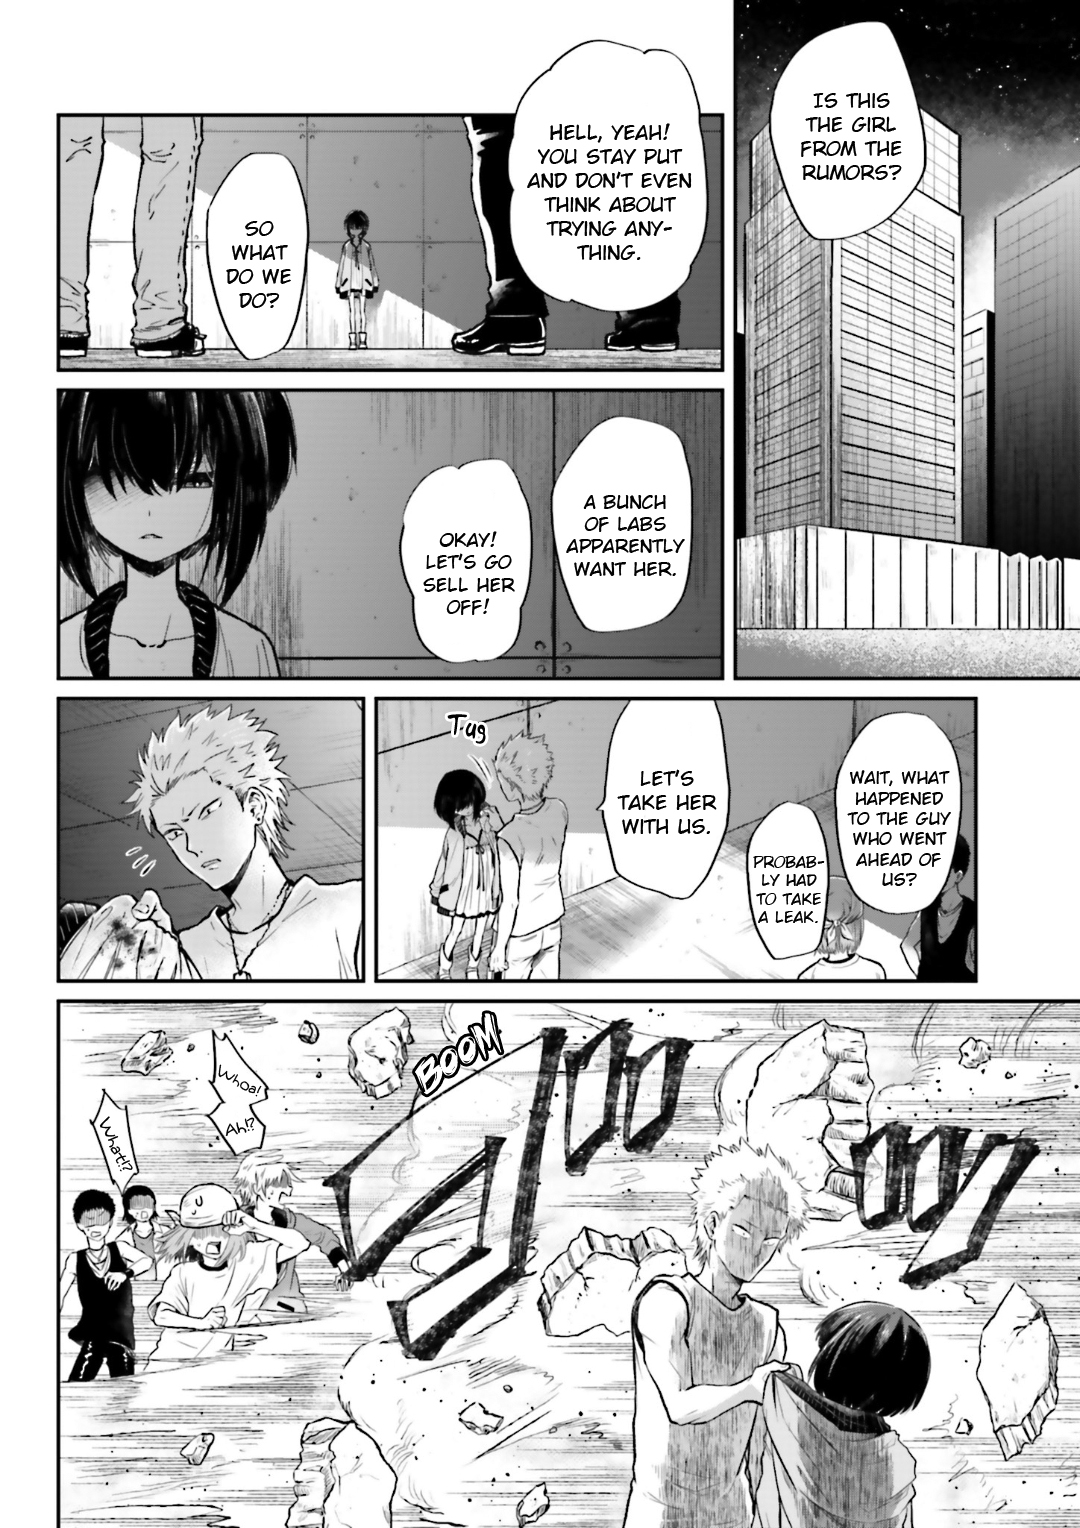 IS THIS
THE GIRL
FROM THE
RUMORS?
HELL, YEAH!
YOU STAY PUT
AND DON'T EVEN
THINK ABOUT
TRYING ANY-
THING.
SO
WHAT
DO WE
DO?
A BUNCH
OF LABS
APPARENTLY
WANT HER.
OKAY!
LET'S GO
SELL HER
OFF!
WAIT, WHAT
HAPPENED
TO THE GUY
WHO WENT
AHEAD OF
US?
PROBAB-
LY HAD
TO TAKE
A LEAK.
LET'S
TAKE HER
WITH US.
Tug
BOOM
Whoa!
Ah!?
What!?